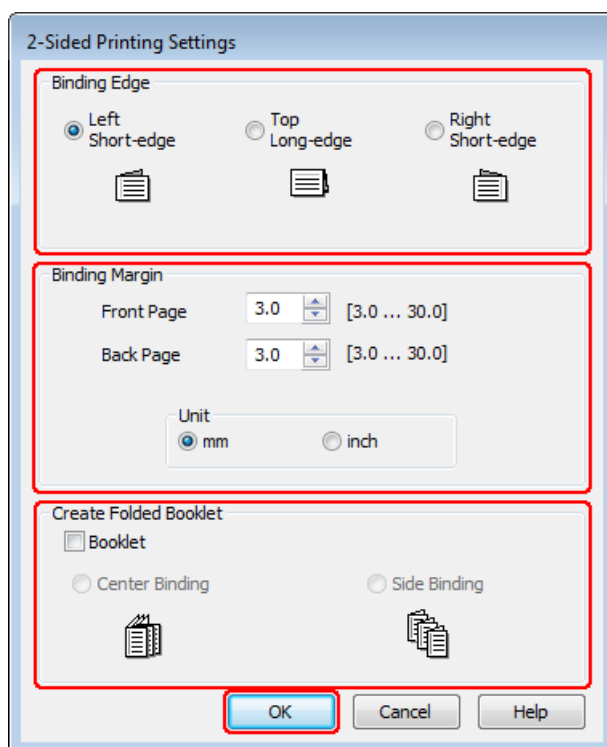 2-Sided Printing Settings
Binding Edge
Left Short-edge
Top Long-edge
Right Short-edge
Binding Margin
Front Page 3.0 [3.0 ... 30.0]
Back Page 3.0 [3.0 ... 30.0]
Unit
mm inch
Create Folded Booklet
Booklet
Center Binding Side Binding
OK Cancel Help